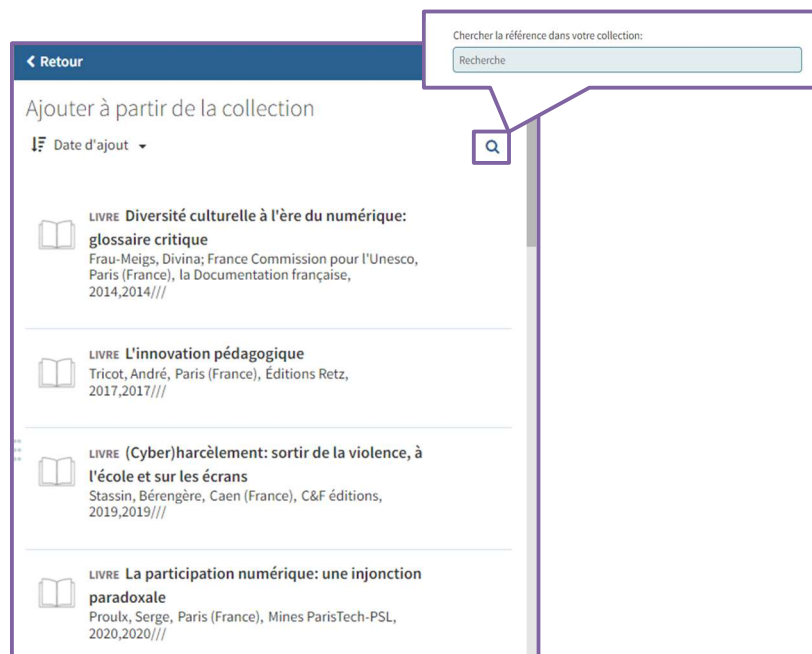 Chercher la référence dans votre collection:
Recherche
Retour
Ajouter à partir de la collection
Date d'ajout
LIVRE Diversité culturelle à l'ère du numérique:
glossaire critique
Frau-Meigs, Divina; France Commission pour l'Unesco,
Paris (France), la Documentation française,
2014,2014///
LIVRE L'innovation pédagogique
Tricot, André, Paris (France), Éditions Retz,
2017,2017///
LIVRE (Cyber)harcèlement: sortir de la violence, à
l'école et sur les écrans
Stassin, Bérengère, Caen (France), C&F éditions,
2019,2019///
LIVRE La participation numérique: une injonction
paradoxale
Proulx, Serge, Paris (France), Mines ParisTech-PSL,
2020,2020///